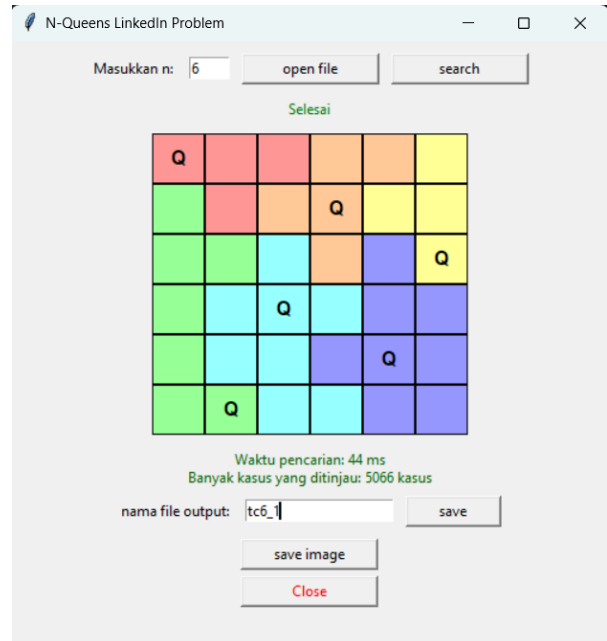 N-Queens LinkedIn Problem
Masukkan n: 6 open file search
Selesai
Q
Q
Q
Q
Q
Q
Waktu pencarian: 44 ms
Banyak kasus yang ditinjau: 5066 kasus
nama file output: tc6_1 save
save image
Close